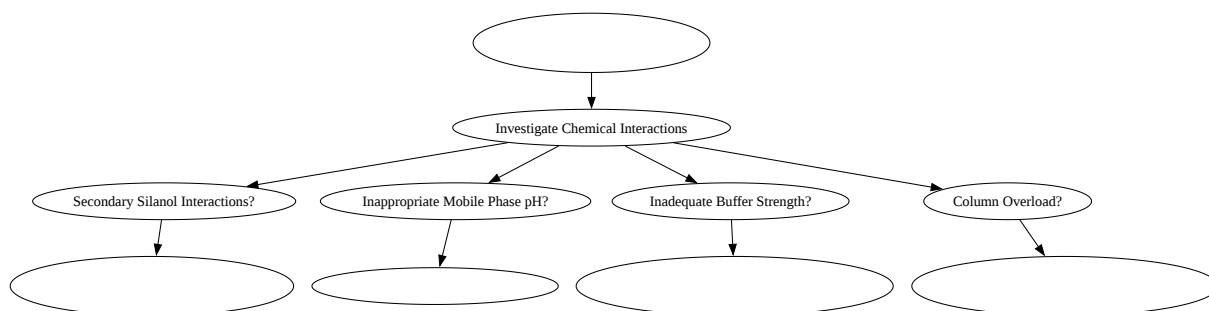 Investigate Chemical Interactions
Secondary Silanol Interactions?
Inappropriate Mobile Phase pH?
Inadequate Buffer Strength?
Column Overload?